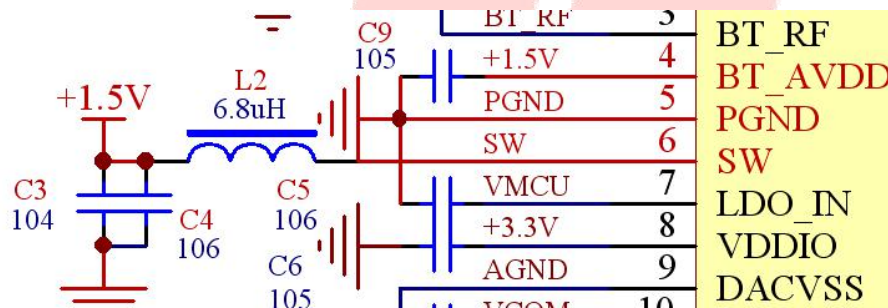 BT_RF 3 BT_RF
C9
105
+1.5V 4 BT_AVDD
L2
6.8uH
+1.5V
PGND 5 PGND
SW 6 SW
C3
104
C4
106
C5
106
VMCU 7 LDO_IN
+3.3V 8 VDDIO
C6
105
AGND 9 DACVSS
VCOM 10